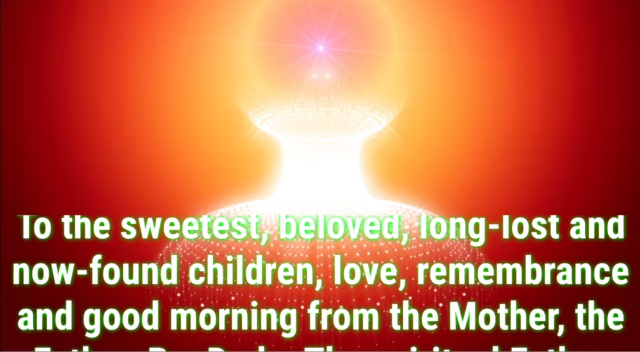 To the sweetest, beloved, long-lost and
now-found children, love, remembrance
and good morning from the Mother, the